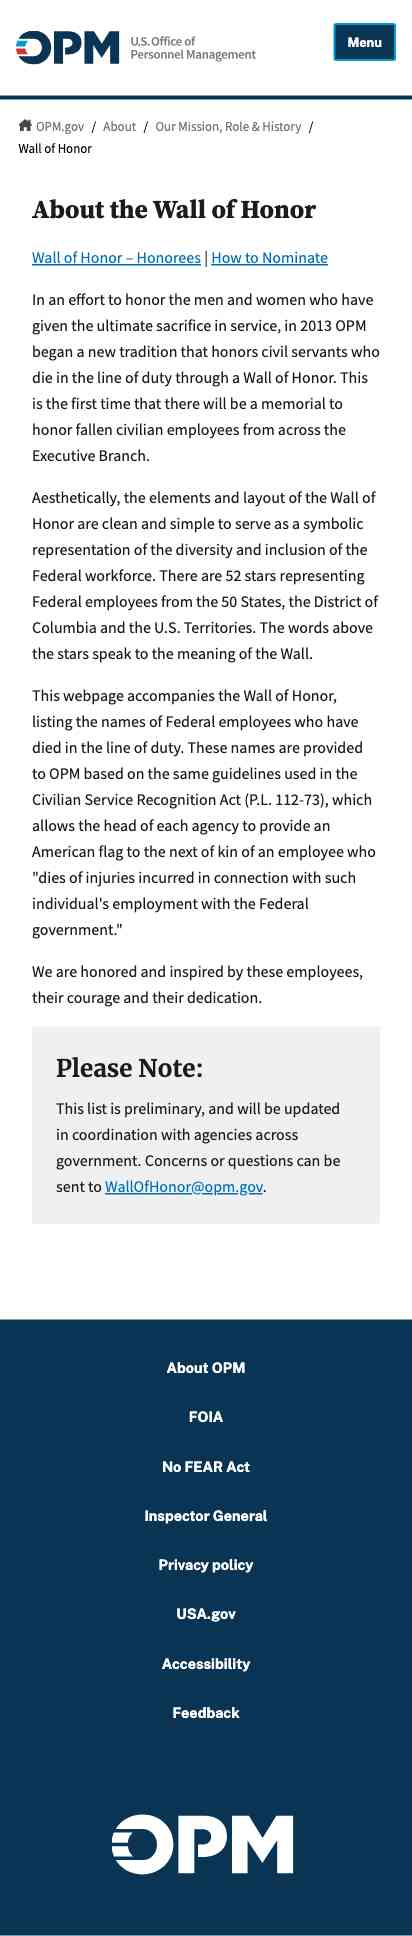 OPM U.S. Office of
Personnel Management
Menu
OPM.gov / About / Our Mission, Role & History /
Wall of Honor
About the Wall of Honor
Wall of Honor – Honorees | How to Nominate
In an effort to honor the men and women who have
given the ultimate sacrifice in service, in 2013 OPM
began a new tradition that honors civil servants who
die in the line of duty through a Wall of Honor. This
is the first time that there will be a memorial to
honor fallen civilian employees from across the
Executive Branch.
Aesthetically, the elements and layout of the Wall of
Honor are clean and simple to serve as a symbolic
representation of the diversity and inclusion of the
Federal workforce. There are 52 stars representing
Federal employees from the 50 States, the District of
Columbia and the U.S. Territories. The words above
the stars speak to the meaning of the Wall.
This webpage accompanies the Wall of Honor,
listing the names of Federal employees who have
died in the line of duty. These names are provided
to OPM based on the same guidelines used in the
Civilian Service Recognition Act (P.L. 112-73), which
allows the head of each agency to provide an
American flag to the next of kin of an employee who
"dies of injuries incurred in connection with such
individual's employment with the Federal
government."
We are honored and inspired by these employees,
their courage and their dedication.
Please Note:
This list is preliminary, and will be updated
in coordination with agencies across
government. Concerns or questions can be
sent to WallOfHonor@opm.gov.
About OPM
FOIA
No FEAR Act
Inspector General
Privacy policy
USA.gov
Accessibility
Feedback
OPM